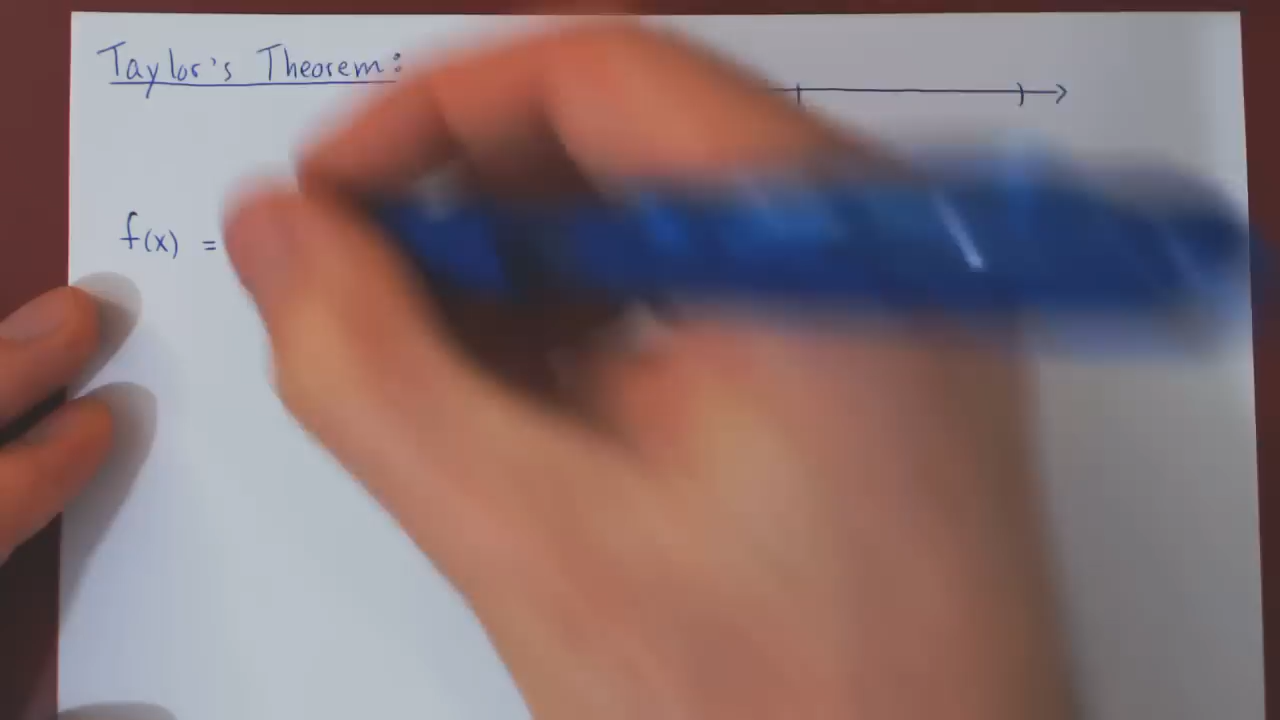 Taylor's Theorem:
f(x) =